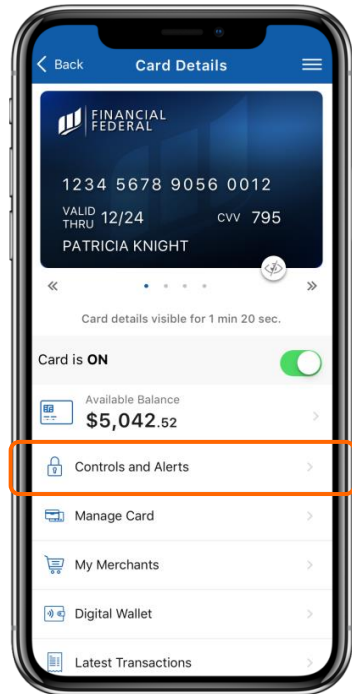 Back
Card Details
FINANCIAL
FEDERAL
1234 5678 9056 0012
VALID
THRU 12/24
CVV 795
PATRICIA KNIGHT
Card details visible for 1 min 20 sec.
Card is ON
Available Balance
$5,042.52
Controls and Alerts
Manage Card
My Merchants
Digital Wallet
Latest Transactions